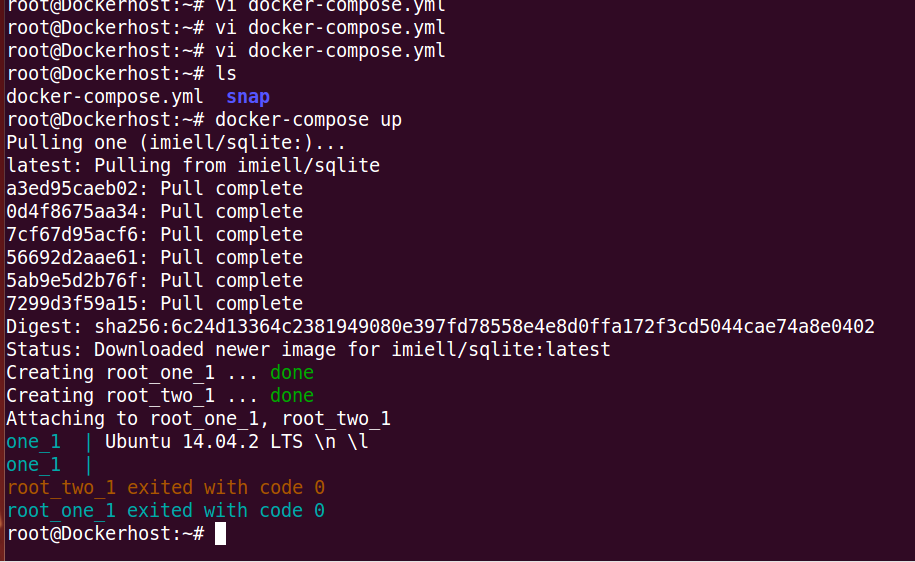 root@Dockerhost:~# vi docker-compose.yml
root@Dockerhost:~# vi docker-compose.yml
root@Dockerhost:~# vi docker-compose.yml
root@Dockerhost:~# ls
docker-compose.yml  snap
root@Dockerhost:~# docker-compose up
Pulling one (imiell/sqlite:)...
latest: Pulling from imiell/sqlite
a3ed95caeb02: Pull complete
0d4f8675aa34: Pull complete
7cf67d95acf6: Pull complete
56692d2aae61: Pull complete
5ab9e5d2b76f: Pull complete
7299d3f59a15: Pull complete
Digest: sha256:6c24d13364c2381949080e397fd78558e4e8d0ffa172f3cd5044cae74a8e0402
Status: Downloaded newer image for imiell/sqlite:latest
Creating root_one_1 ... done
Creating root_two_1 ... done
Attaching to root_one_1, root_two_1
one_1  | Ubuntu 14.04.2 LTS \n \l
one_1  |
root_two_1 exited with code 0
root_one_1 exited with code 0
root@Dockerhost:~#